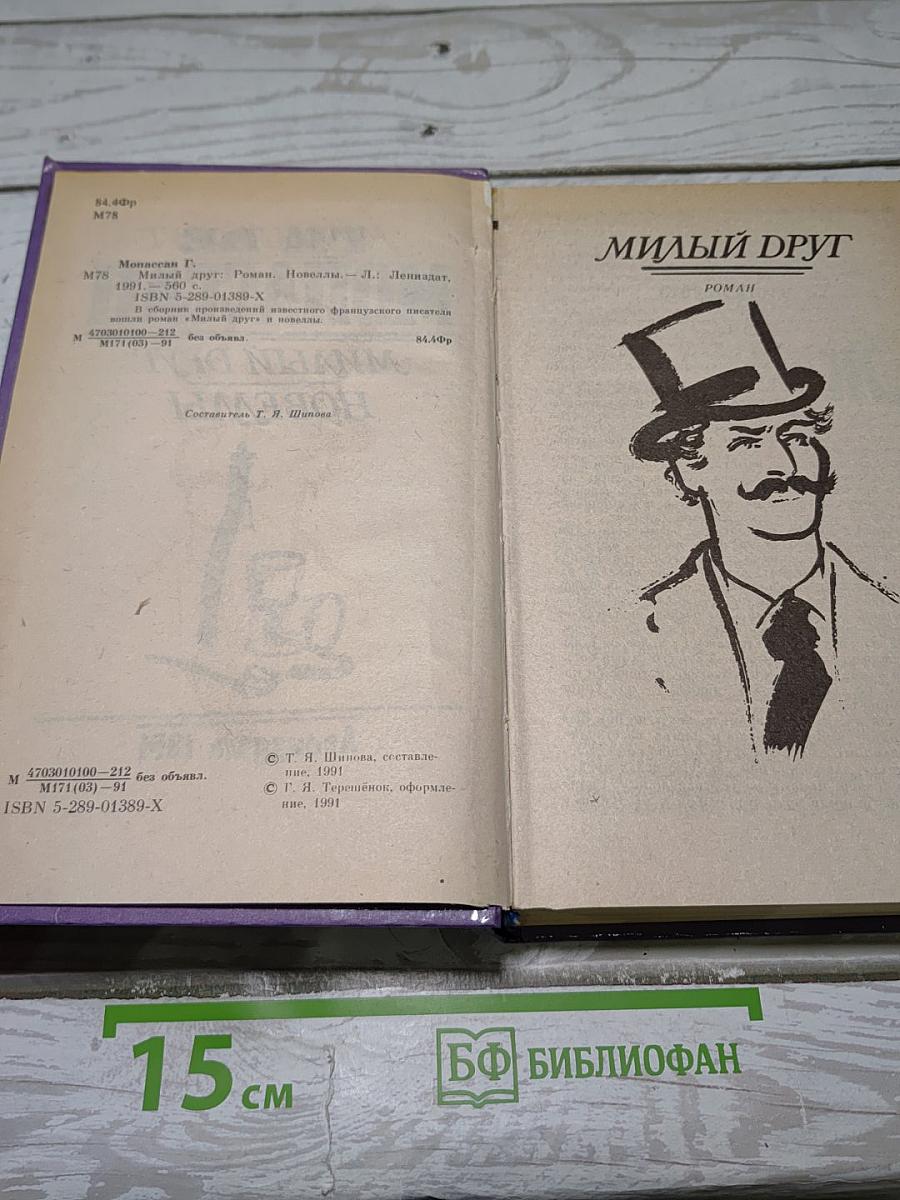 84.4Фр
М78
Мопассан Г.
М78 Милый друг: Роман. Новеллы.— Л.: Лениздат,
1991.— 560 с.
ISBN 5-289-01389-X
В сборник произведений известного французского писателя
вошли роман «Милый друг» и новеллы.
М 4703010100—212 без объявл. 84.4Фр
М171(03)—91
Составитель Т. Я. Шипова
М 4703010100—212 без объявл.
М171(03)—91
ISBN 5-289-01389-X
© Т. Я. Шипова, составле-
ние, 1991
© Г. Я. Терешёнок, оформле-
ние, 1991
МИЛЫЙ DРУГ
РОМАН
15 см
БФ БИБЛИОФАН